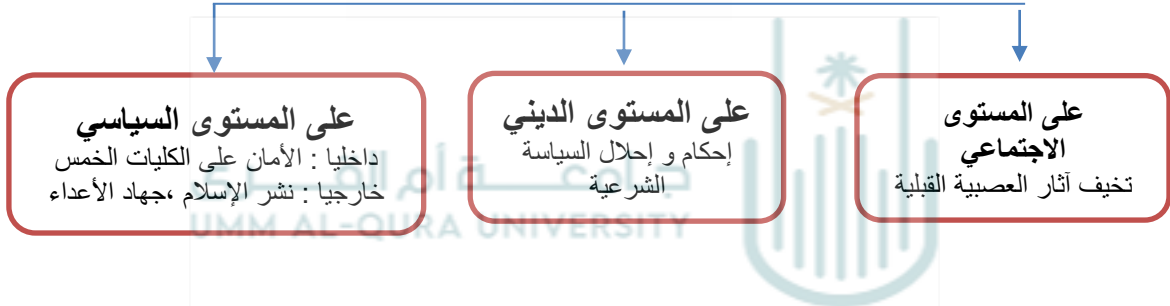 على المستوى
الاجتماعي
تخيف آثار العصبية القبلية
على المستوى الديني
إحكام و إحلال السياسة
الشرعية
على المستوى السياسي
داخليا : الأمان على الكليات الخمس
خارجيا : نشر الإسلام ،جهاد الأعداء
جامعة أم القرى
UMM AL-QURA UNIVERSITY